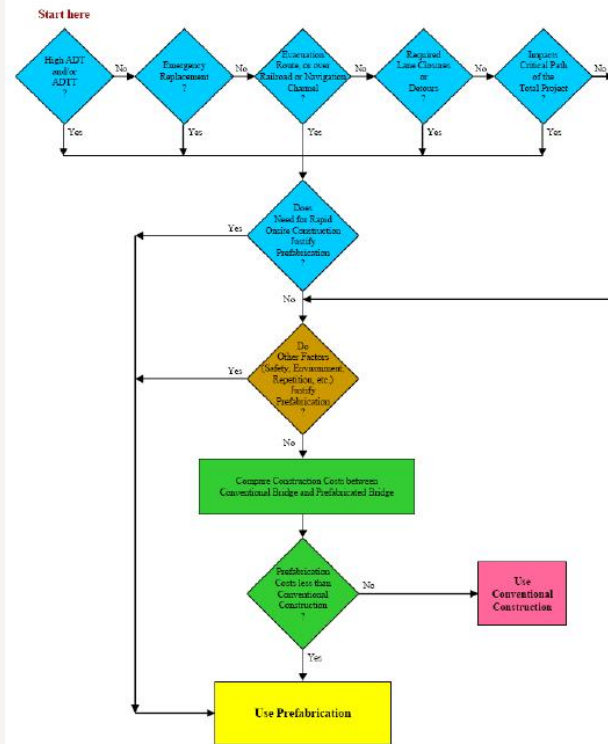 Start here
High ADT
and/or
ADTT
?
No
Emergency
Replacement
?
No
Evacuation
Route, or over
Railroad or Navigation
Channel
?
No
Required
Lane Closures
or
Detours
?
No
Impacts
Critical Path
of the
Total Project
?
No
Yes
Yes
Yes
Yes
Yes
Does
Need for Rapid
Onsite Construction
Justify
Prefabrication
?
Yes
No
Do
Other Factors
(Safety, Environment,
Repetition, etc.)
Justify
Prefabrication
?
Yes
No
Compare Construction Costs between
Conventional Bridge and Prefabricated Bridge
Prefabrication
Costs less than
Conventional
Construction
?
No
Use
Conventional
Construction
Yes
Use Prefabrication